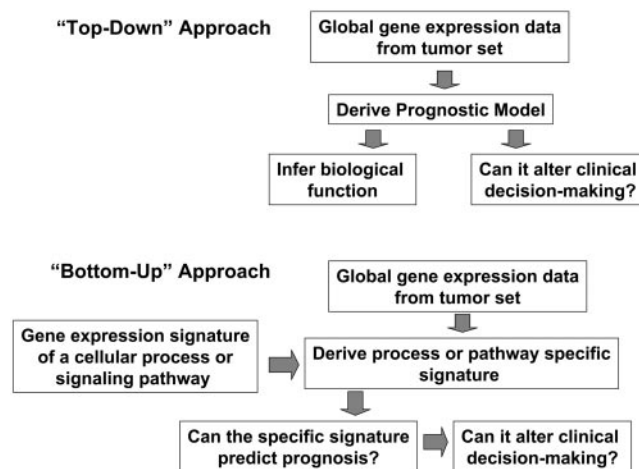 “Top-Down” Approach
Global gene expression data
from tumor set
Derive Prognostic Model
Infer biological
function
Can it alter clinical
decision-making?
“Bottom-Up” Approach
Global gene expression data
from tumor set
Gene expression signature
of a cellular process or
signaling pathway
Derive process or pathway specific
signature
Can the specific signature
predict prognosis?
Can it alter clinical
decision-making?